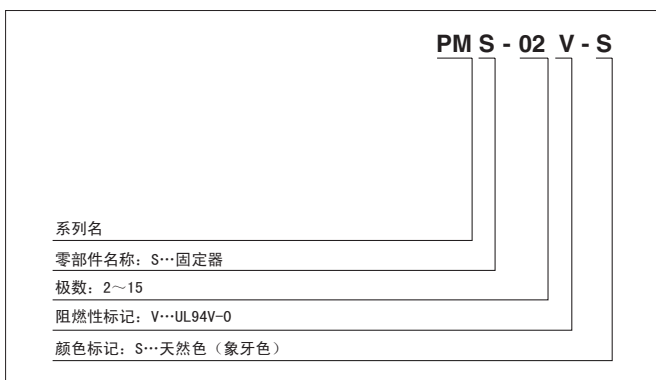 PM S - 02 V - S
系列名
零部件名称：S…固定器
极数：2～15
阻燃性标记：V…UL94V-0
颜色标记：S…天然色（象牙色）